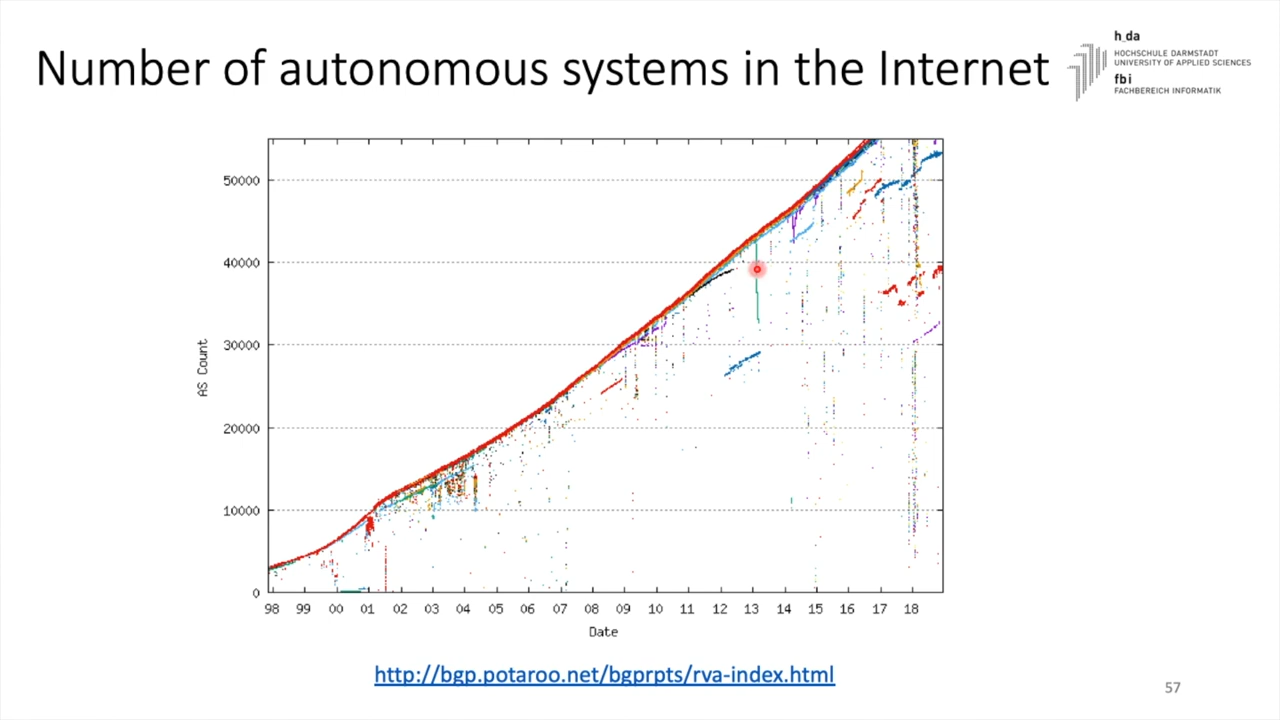 Number of autonomous systems in the Internet
h_da
HOCHSCHULE DARMSTADT
UNIVERSITY OF APPLIED SCIENCES
fbi
FACHBEREICH INFORMATIK
50000
40000
30000
20000
10000
0
AS Count
98 99 00 01 02 03 04 05 06 07 08 09 10 11 12 13 14 15 16 17 18
Date
http://bgp.potaroo.net/bgprpts/rva-index.html
57